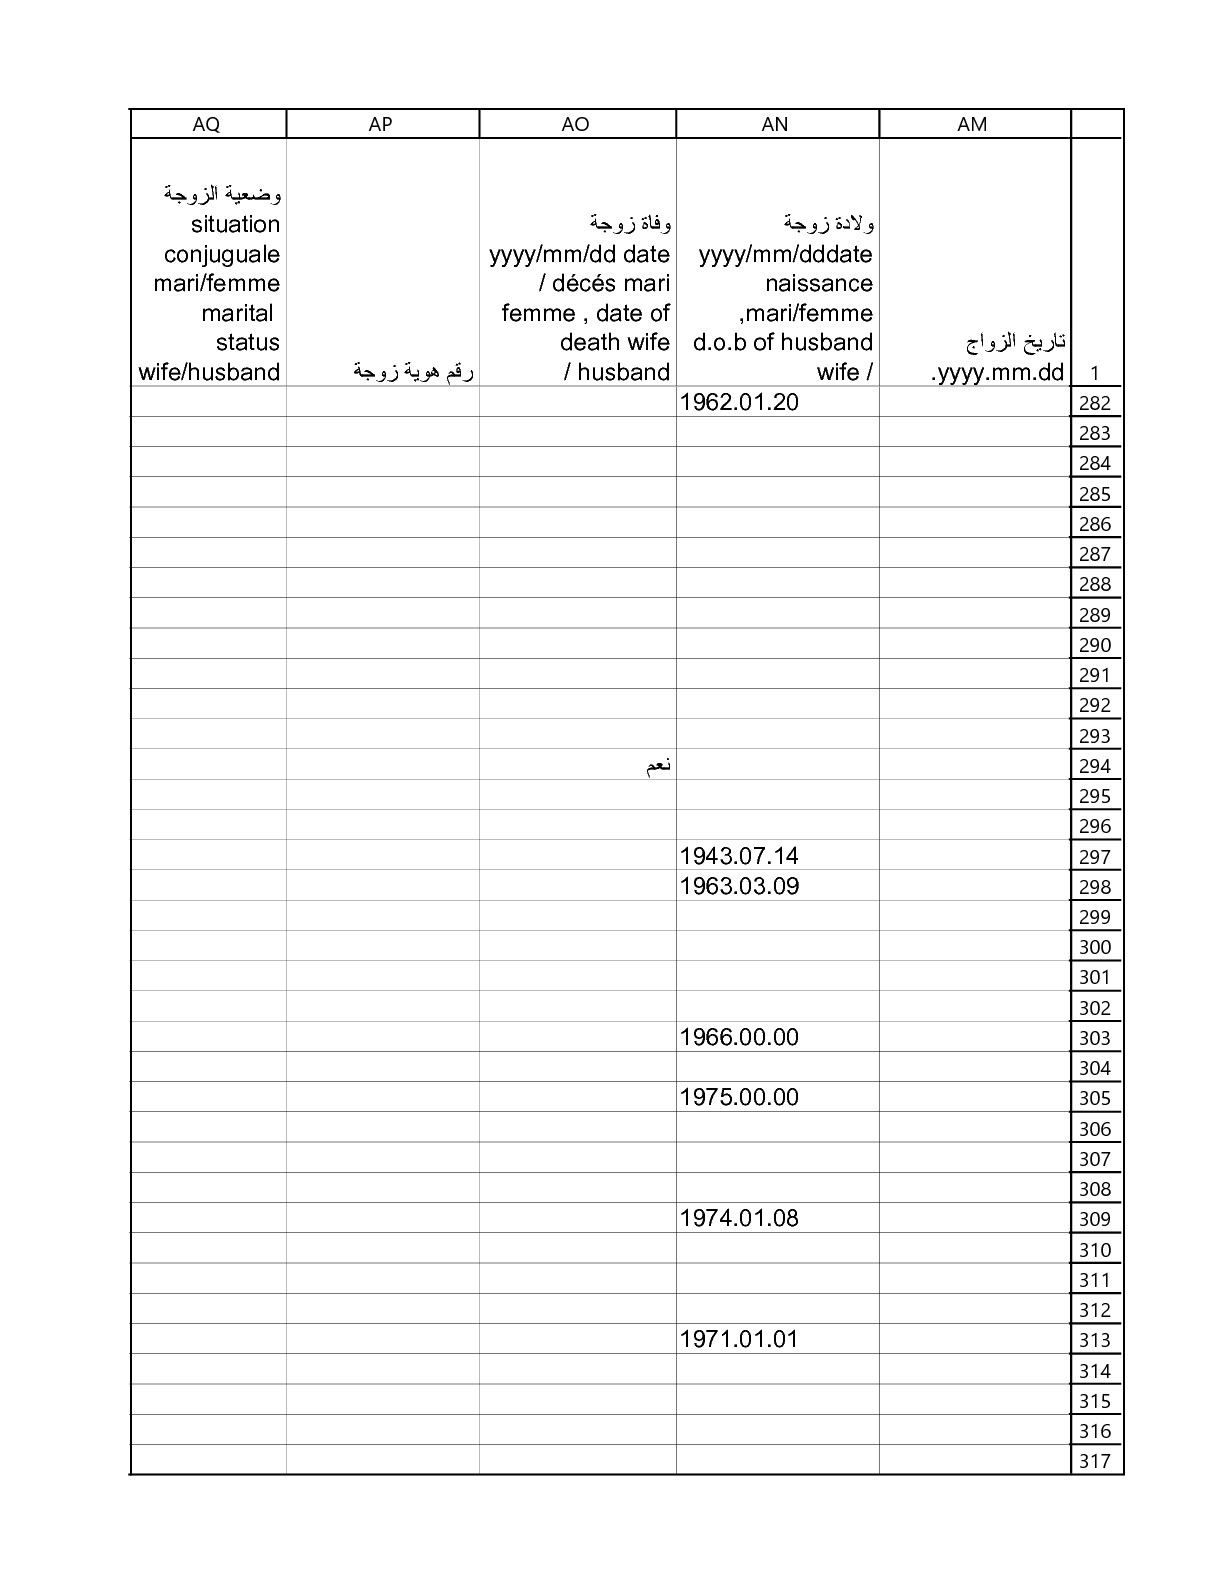 AQ AP AO AN AM
وضعية الزوجة
situation
conjuguale
mari/femme
marital
status
wife/husband
رقم هوية زوجة
وفاة زوجة
yyyy/mm/dd date
/ décés mari
femme , date of
death wife
/ husband
ولادة زوجة
yyyy/mm/dddate
naissance
,mari/femme
d.o.b of husband
wife /
تاريخ الزواج
.yyyy.mm.dd
1
1962.01.20 282
283
284
285
286
287
288
289
290
291
292
293
نعم 294
295
296
1943.07.14 297
1963.03.09 298
299
300
301
302
1966.00.00 303
304
1975.00.00 305
306
307
308
1974.01.08 309
310
311
312
1971.01.01 313
314
315
316
317